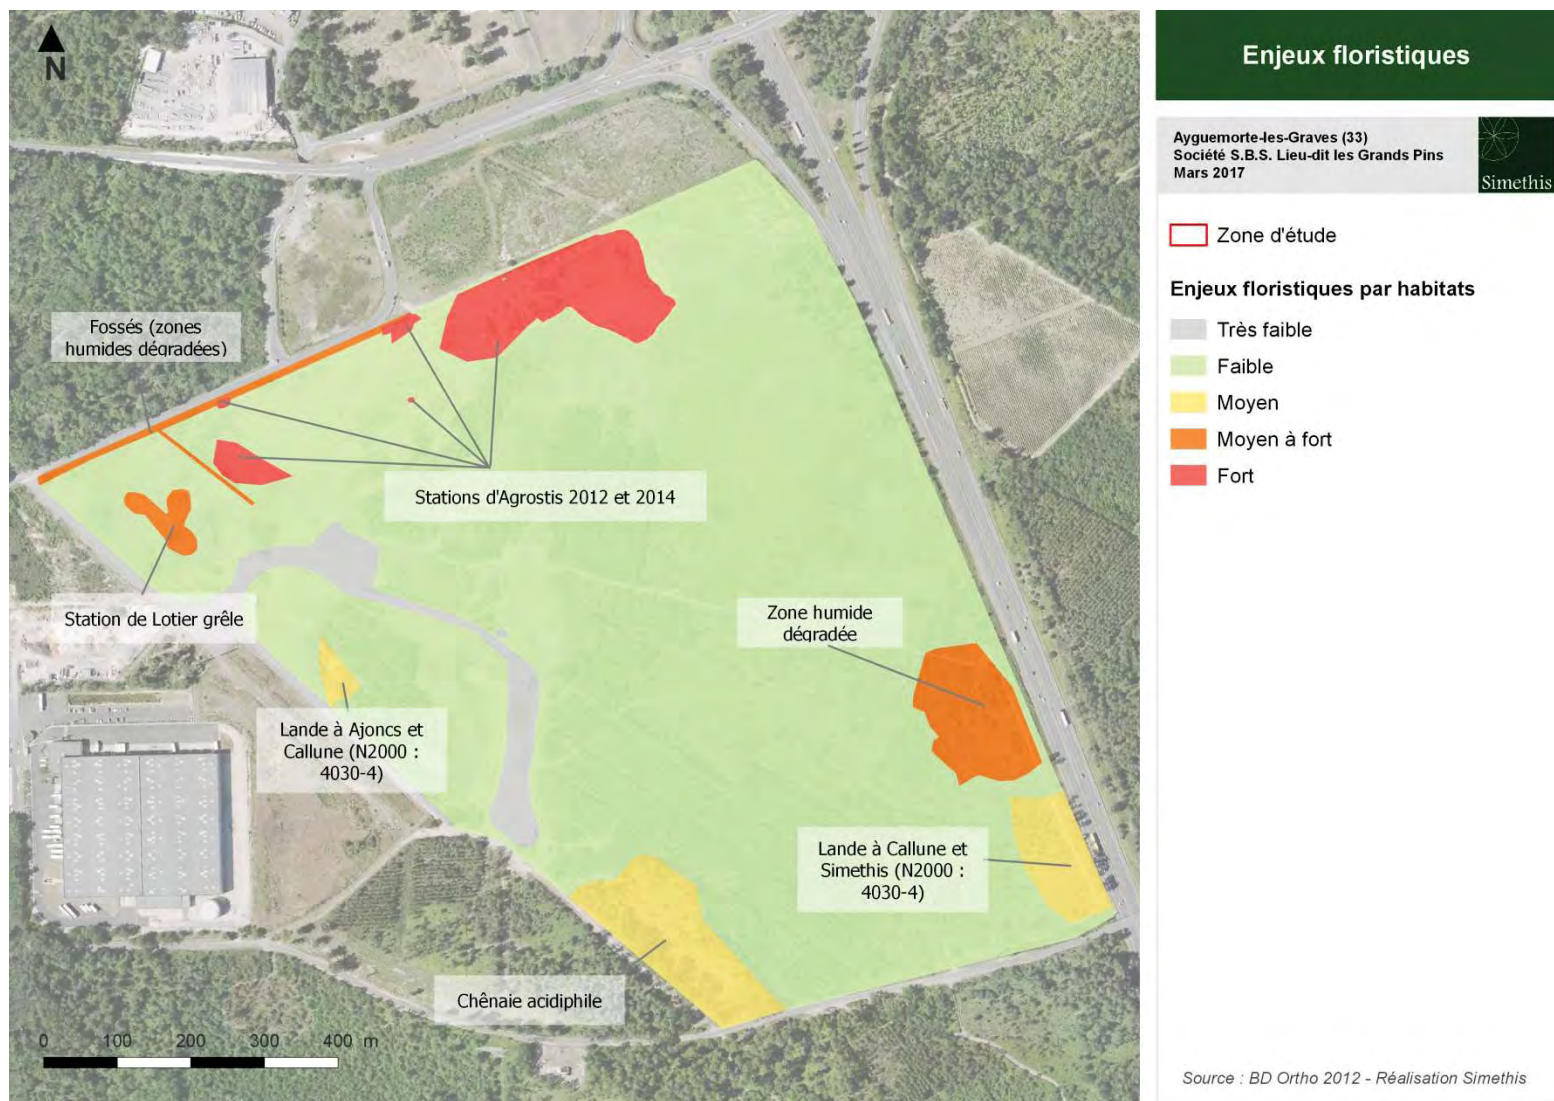 N
Fossés (zones
humides dégradées)
Stations d'Agrostis 2012 et 2014
Station de Lotier grêle
Zone humide
dégradée
Lande à Ajoncs et
Callune (N2000 :
4030-4)
Lande à Callune et
Simethis (N2000 :
4030-4)
Chênaie acidiphile
0 100 200 300 400 m
Enjeux floristiques
Ayguemorte-les-Graves (33)
Société S.B.S. Lieu-dit les Grands Pins
Mars 2017
Simethis
Zone d'étude
Enjeux floristiques par habitats
Très faible
Faible
Moyen
Moyen à fort
Fort
Source : BD Ortho 2012 - Réalisation Simethis